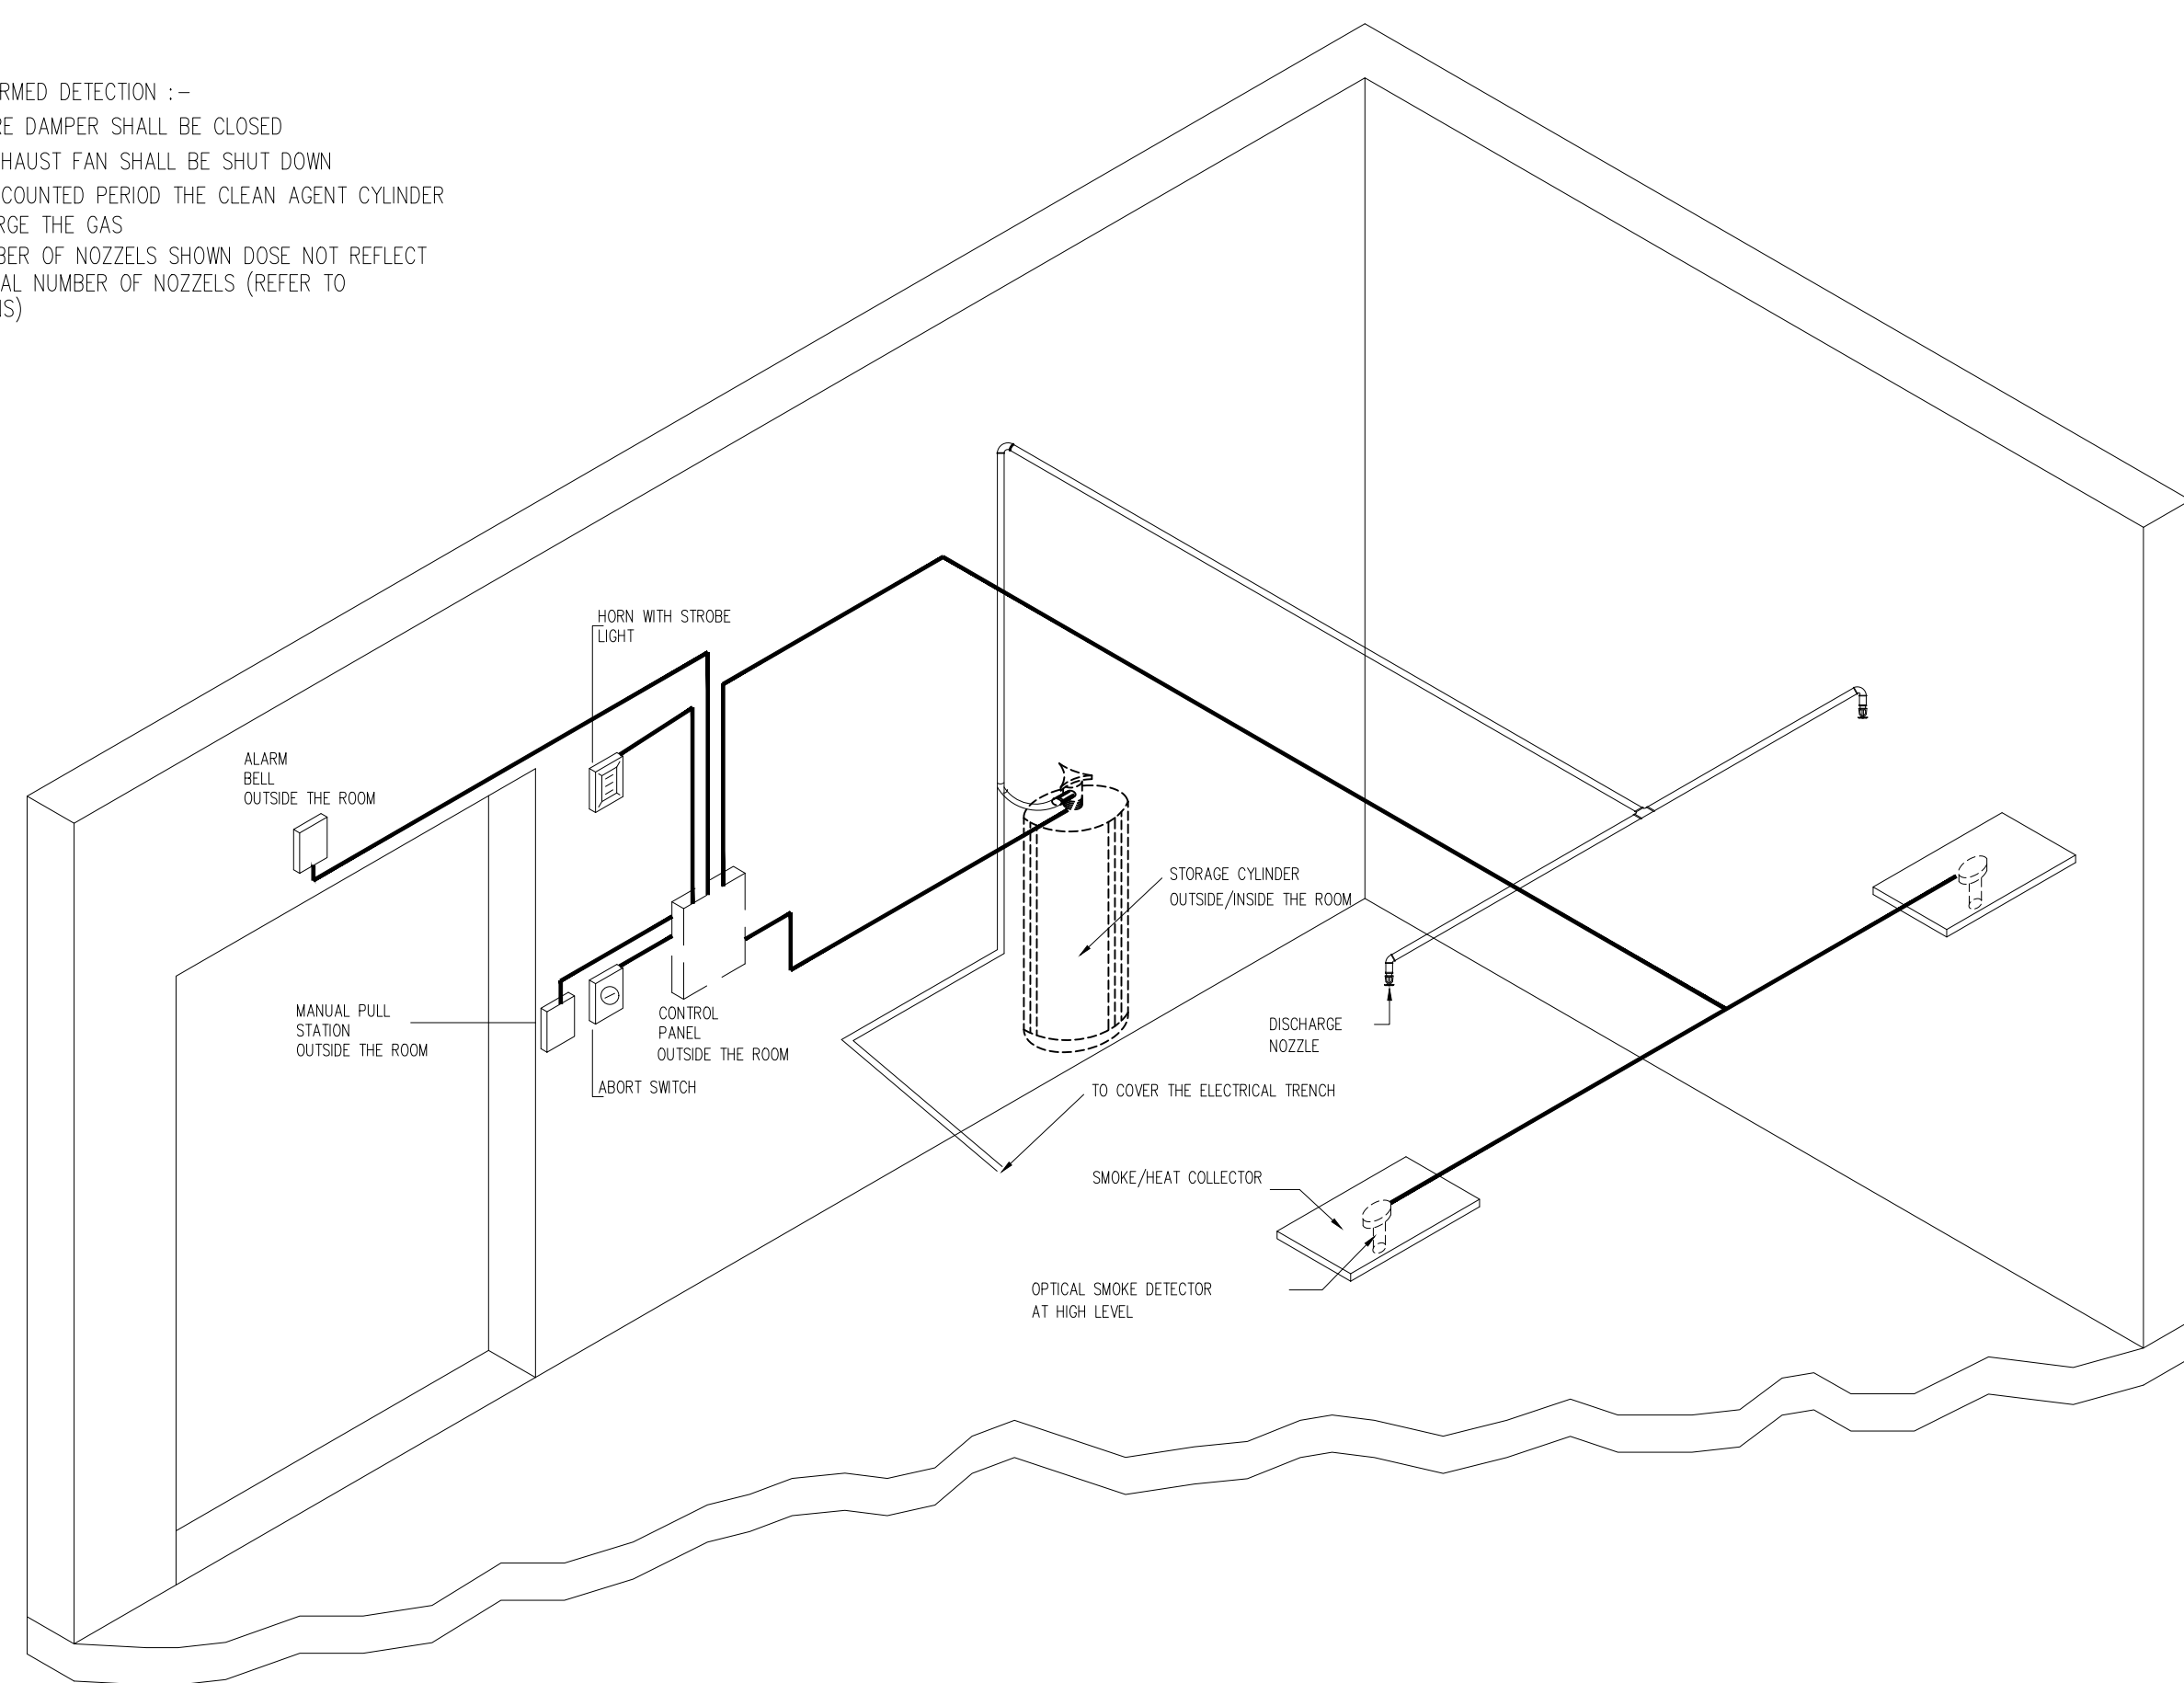 RMED DETECTION :-
RE DAMPER SHALL BE CLOSED
HAUST FAN SHALL BE SHUT DOWN
COUNTED PERIOD THE CLEAN AGENT CYLINDER
RGE THE GAS
BER OF NOZZELS SHOWN DOSE NOT REFLECT
AL NUMBER OF NOZZELS (REFER TO
NS)
HORN WITH STROBE
LIGHT
ALARM
BELL
OUTSIDE THE ROOM
STORAGE CYLINDER
OUTSIDE/INSIDE THE ROOM
MANUAL PULL
STATION
OUTSIDE THE ROOM
CONTROL
PANEL
OUTSIDE THE ROOM
ABORT SWITCH
DISCHARGE
NOZZLE
TO COVER THE ELECTRICAL TRENCH
SMOKE/HEAT COLLECTOR
OPTICAL SMOKE DETECTOR
AT HIGH LEVEL